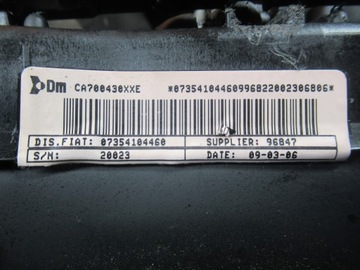 Dm CA700430XXE *07354104460996822002306806*
DIS.FIAT: 07354104460 SUPPLIER: 96847
S/N: 20023 DATE: 09-03-06